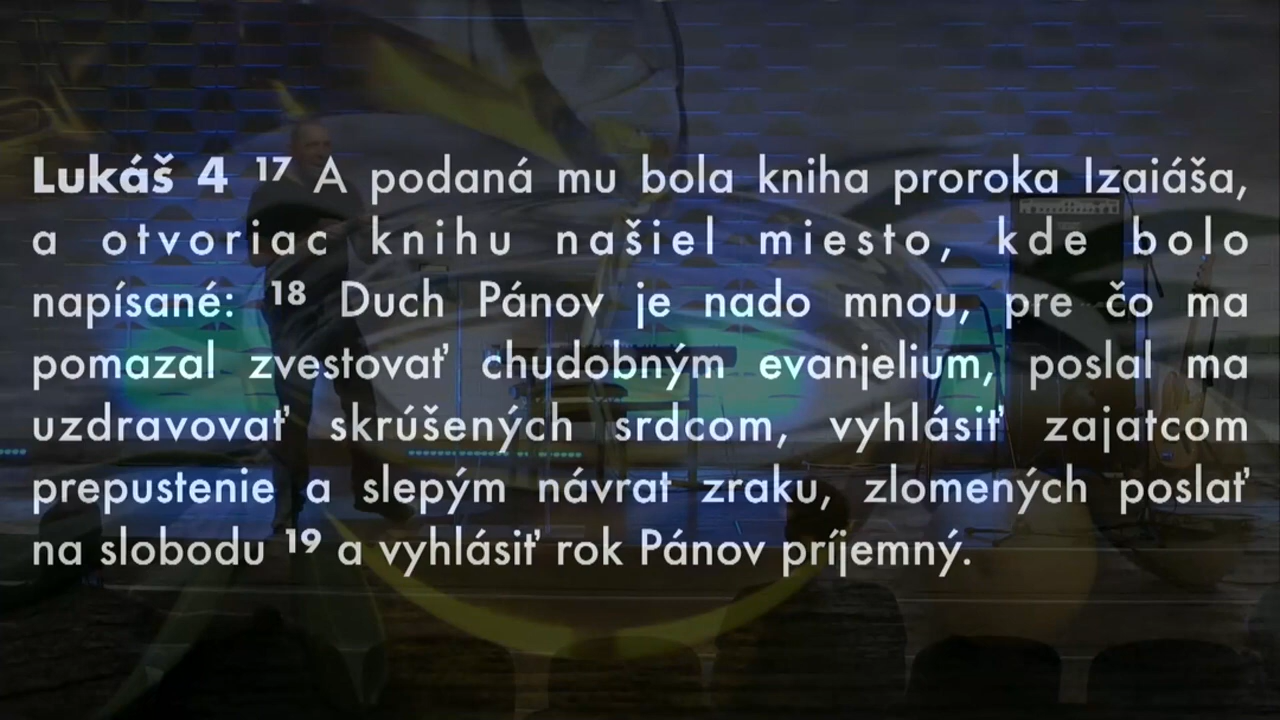 Lukáš 4 ¹⁷ A podaná mu bola kniha proroka Izaiáša,
a otvoriac knihu našiel miesto, kde bolo
napísané: ¹⁸ Duch Pánov je nado mnou, pre čo ma
pomazal zvestovať chudobným evanjelium, poslal ma
uzdravovať skrúšených srdcom, vyhlásiť zajatcom
prepustenie a slepým návrat zraku, zlomených poslať
na slobodu ¹⁹ a vyhlásiť rok Pánov príjemný.